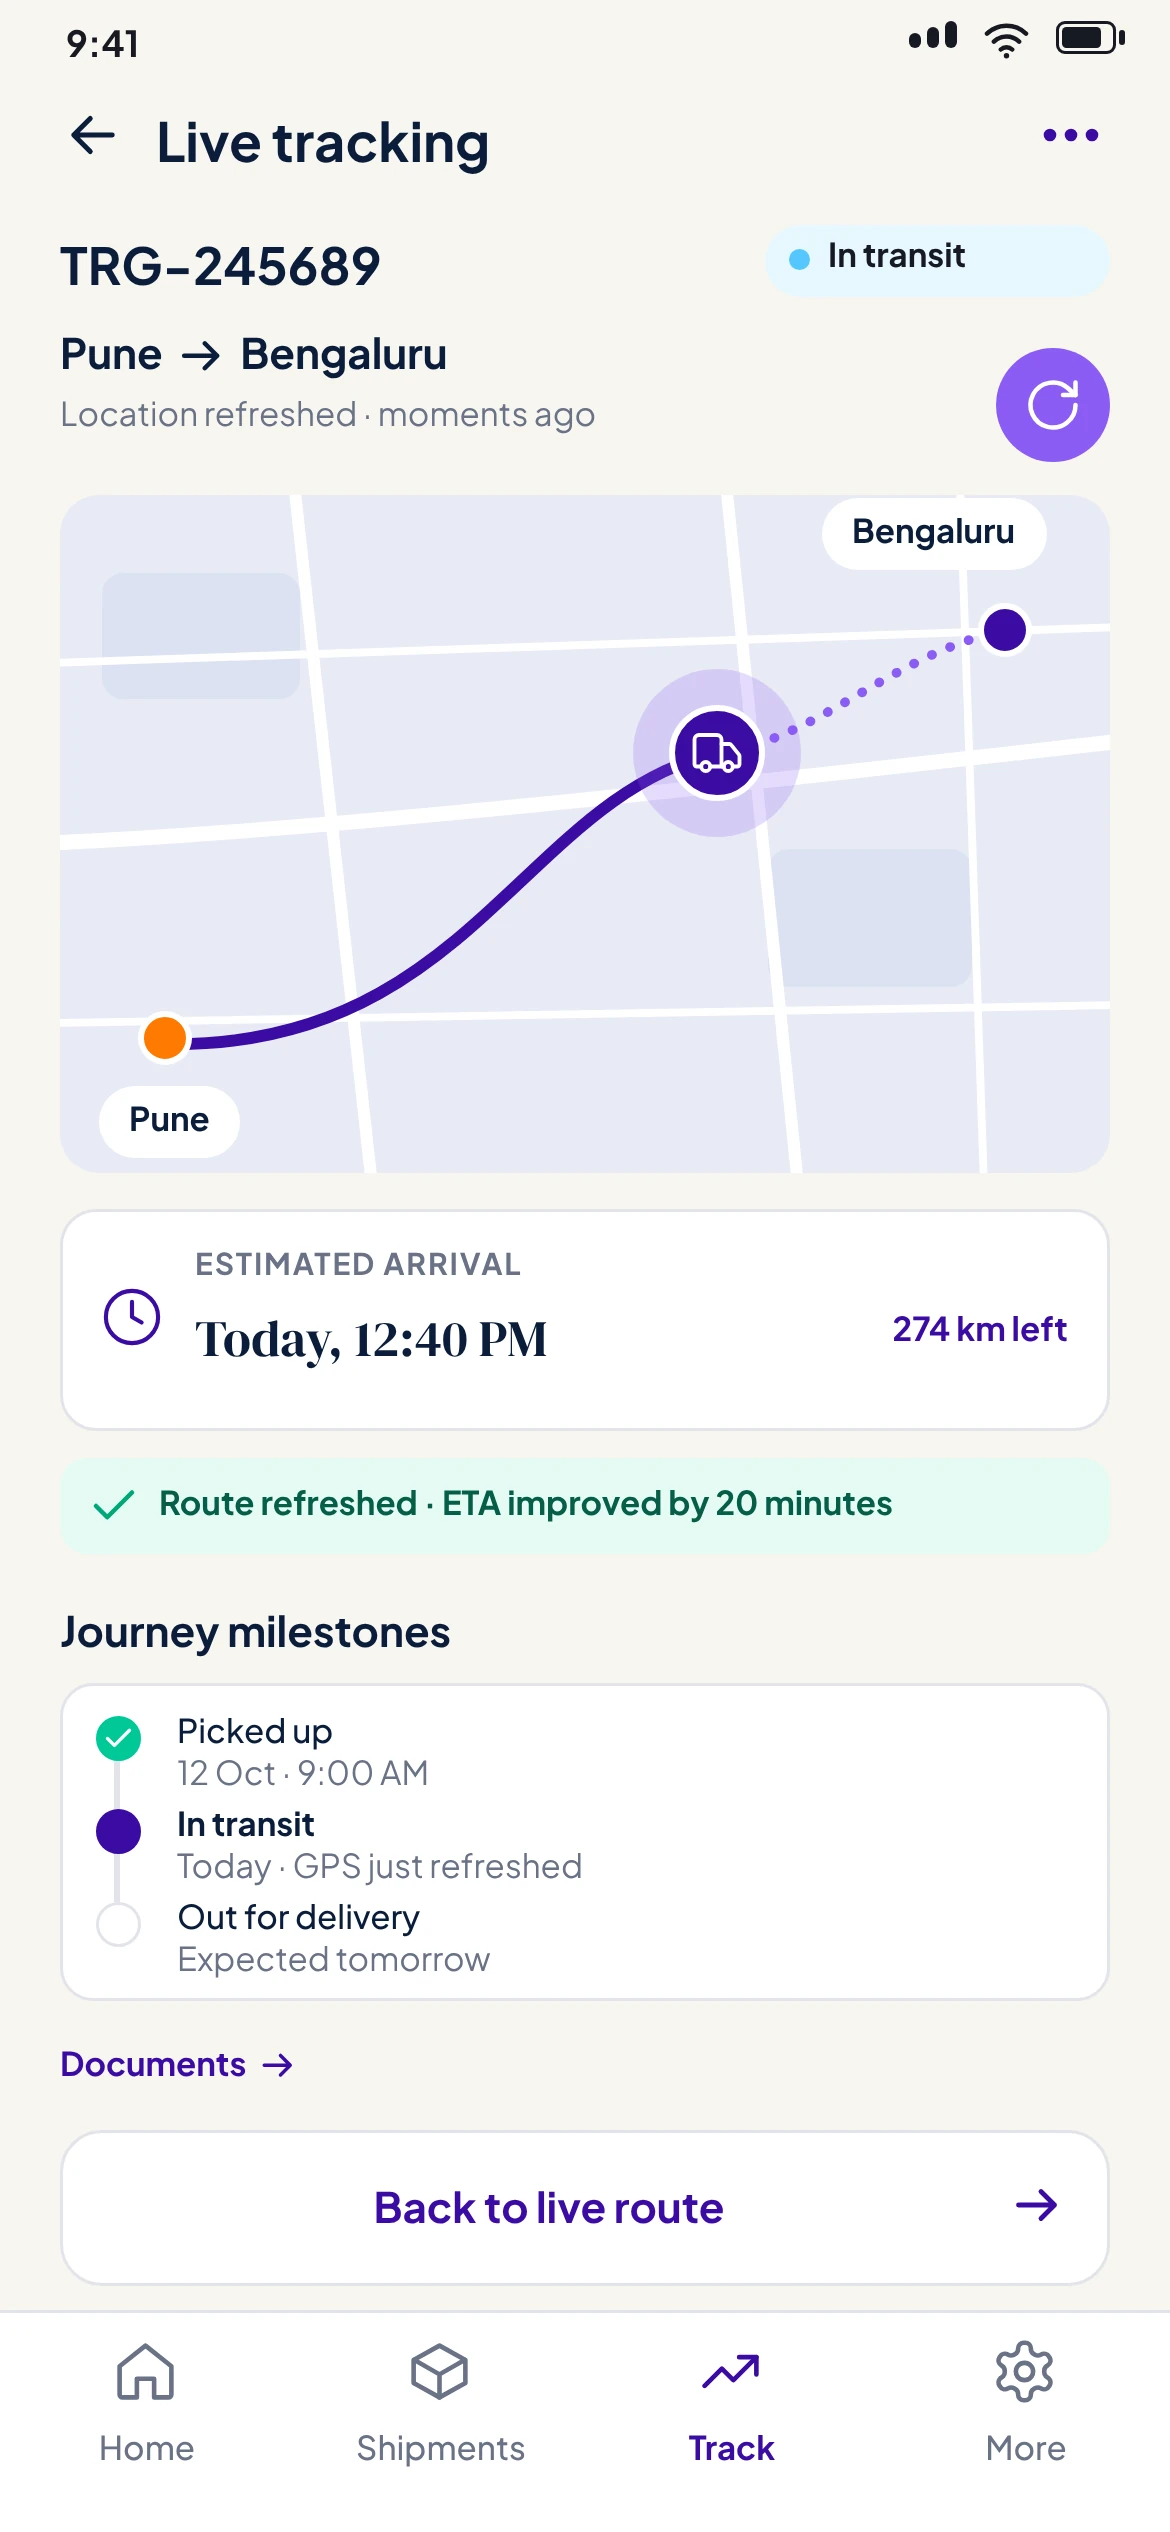 9:41
Live tracking
TRG-245689
In transit
Pune → Bengaluru
Location refreshed · moments ago
Bengaluru
Pune
ESTIMATED ARRIVAL
Today, 12:40 PM
274 km left
Route refreshed · ETA improved by 20 minutes
Journey milestones
Picked up
12 Oct · 9:00 AM
In transit
Today · GPS just refreshed
Out for delivery
Expected tomorrow
Documents →
Back to live route →
Home
Shipments
Track
More